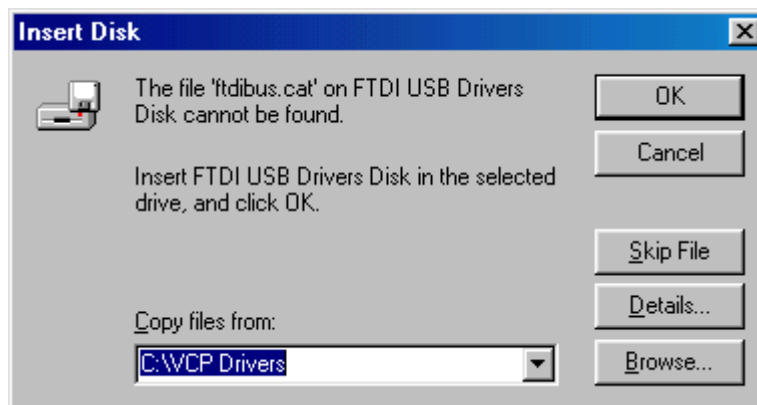 Insert Disk
The file 'ftdibus.cat' on FTDI USB Drivers
Disk cannot be found.
Insert FTDI USB Drivers Disk in the selected
drive, and click OK.
Copy files from:
C:\VCP Drivers
OK
Cancel
Skip File
Details...
Browse...